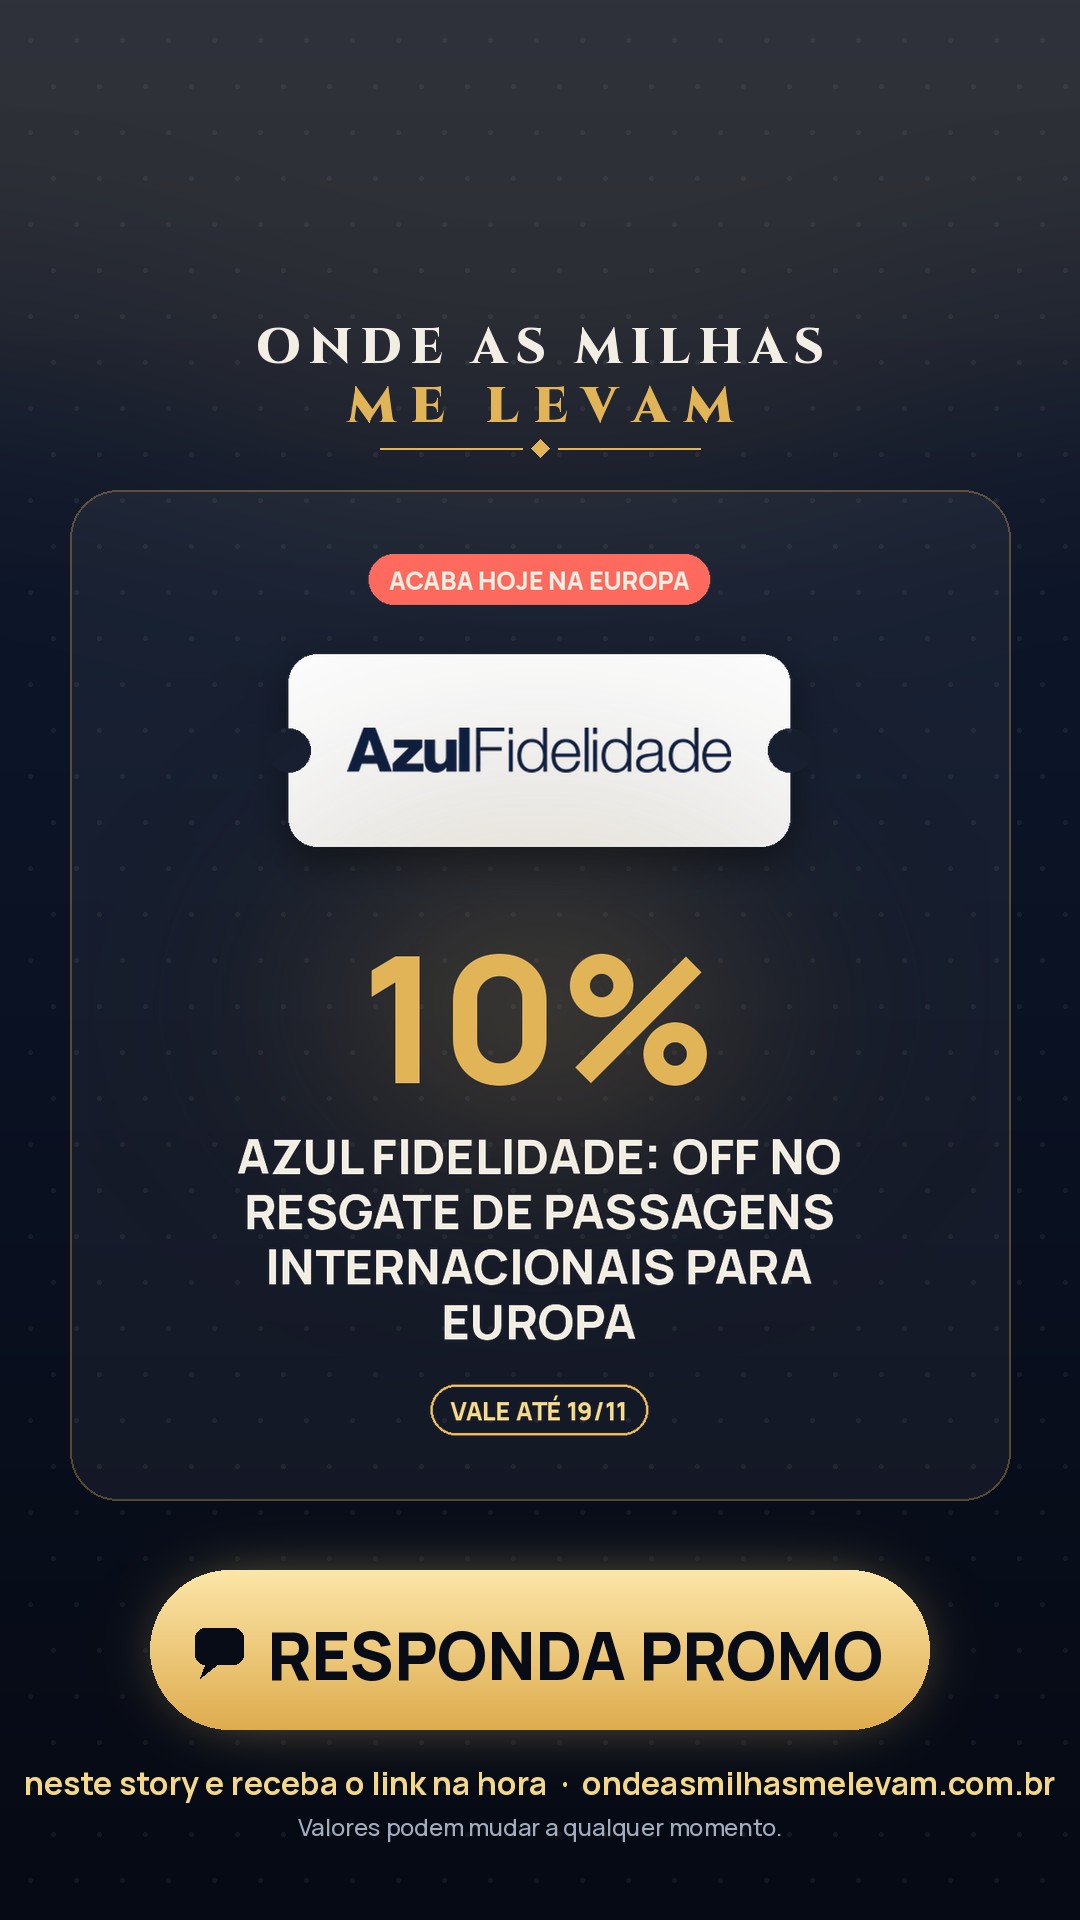 ONDE AS MILHAS
ME LEVAM
ACABA HOJE NA EUROPA
AzulFidelidade
10%
AZUL FIDELIDADE: OFF NO
RESGATE DE PASSAGENS
INTERNACIONAIS PARA
EUROPA
VALE ATÉ 19/11
RESPONDA PROMO
neste story e receba o link na hora · ondeasmilhasmelevam.com.br
Valores podem mudar a qualquer momento.